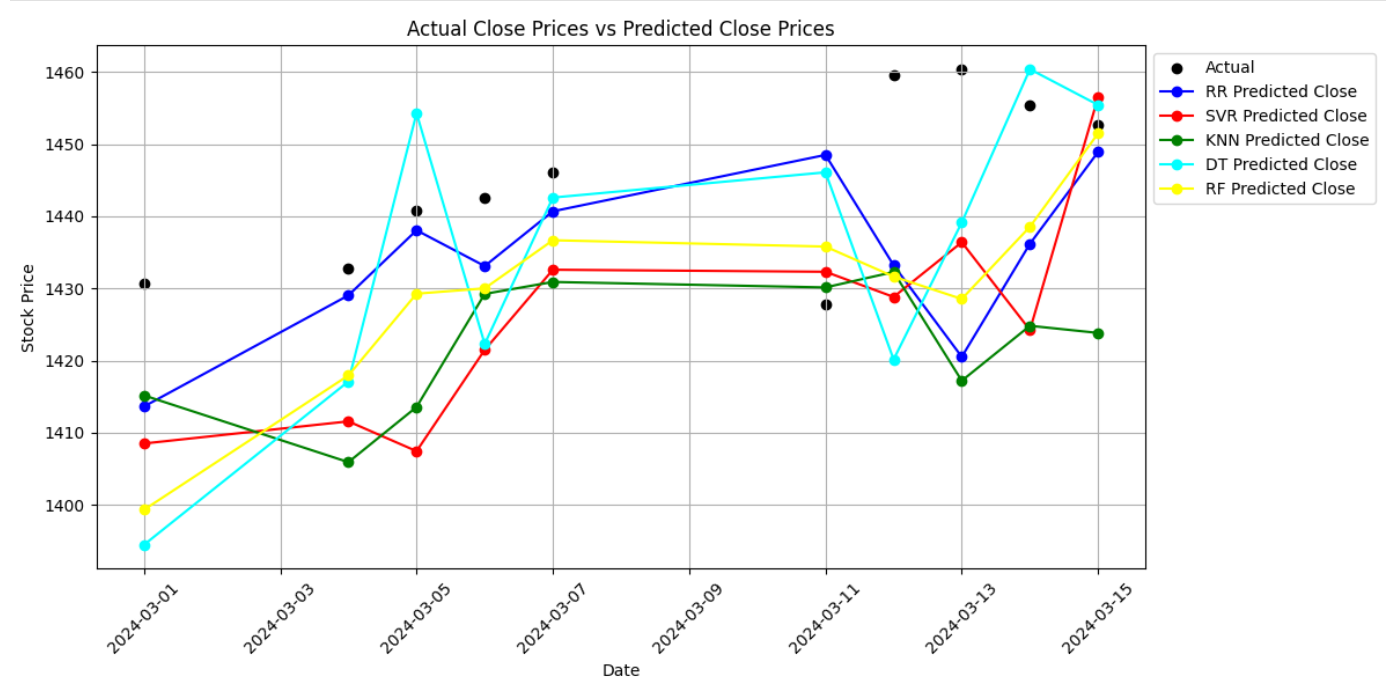 Actual Close Prices vs Predicted Close Prices
Stock Price
1460
1450
1440
1430
1420
1410
1400
2024-03-01
2024-03-03
2024-03-05
2024-03-07
2024-03-09
2024-03-11
2024-03-13
2024-03-15
Date
Actual
RR Predicted Close
SVR Predicted Close
KNN Predicted Close
DT Predicted Close
RF Predicted Close